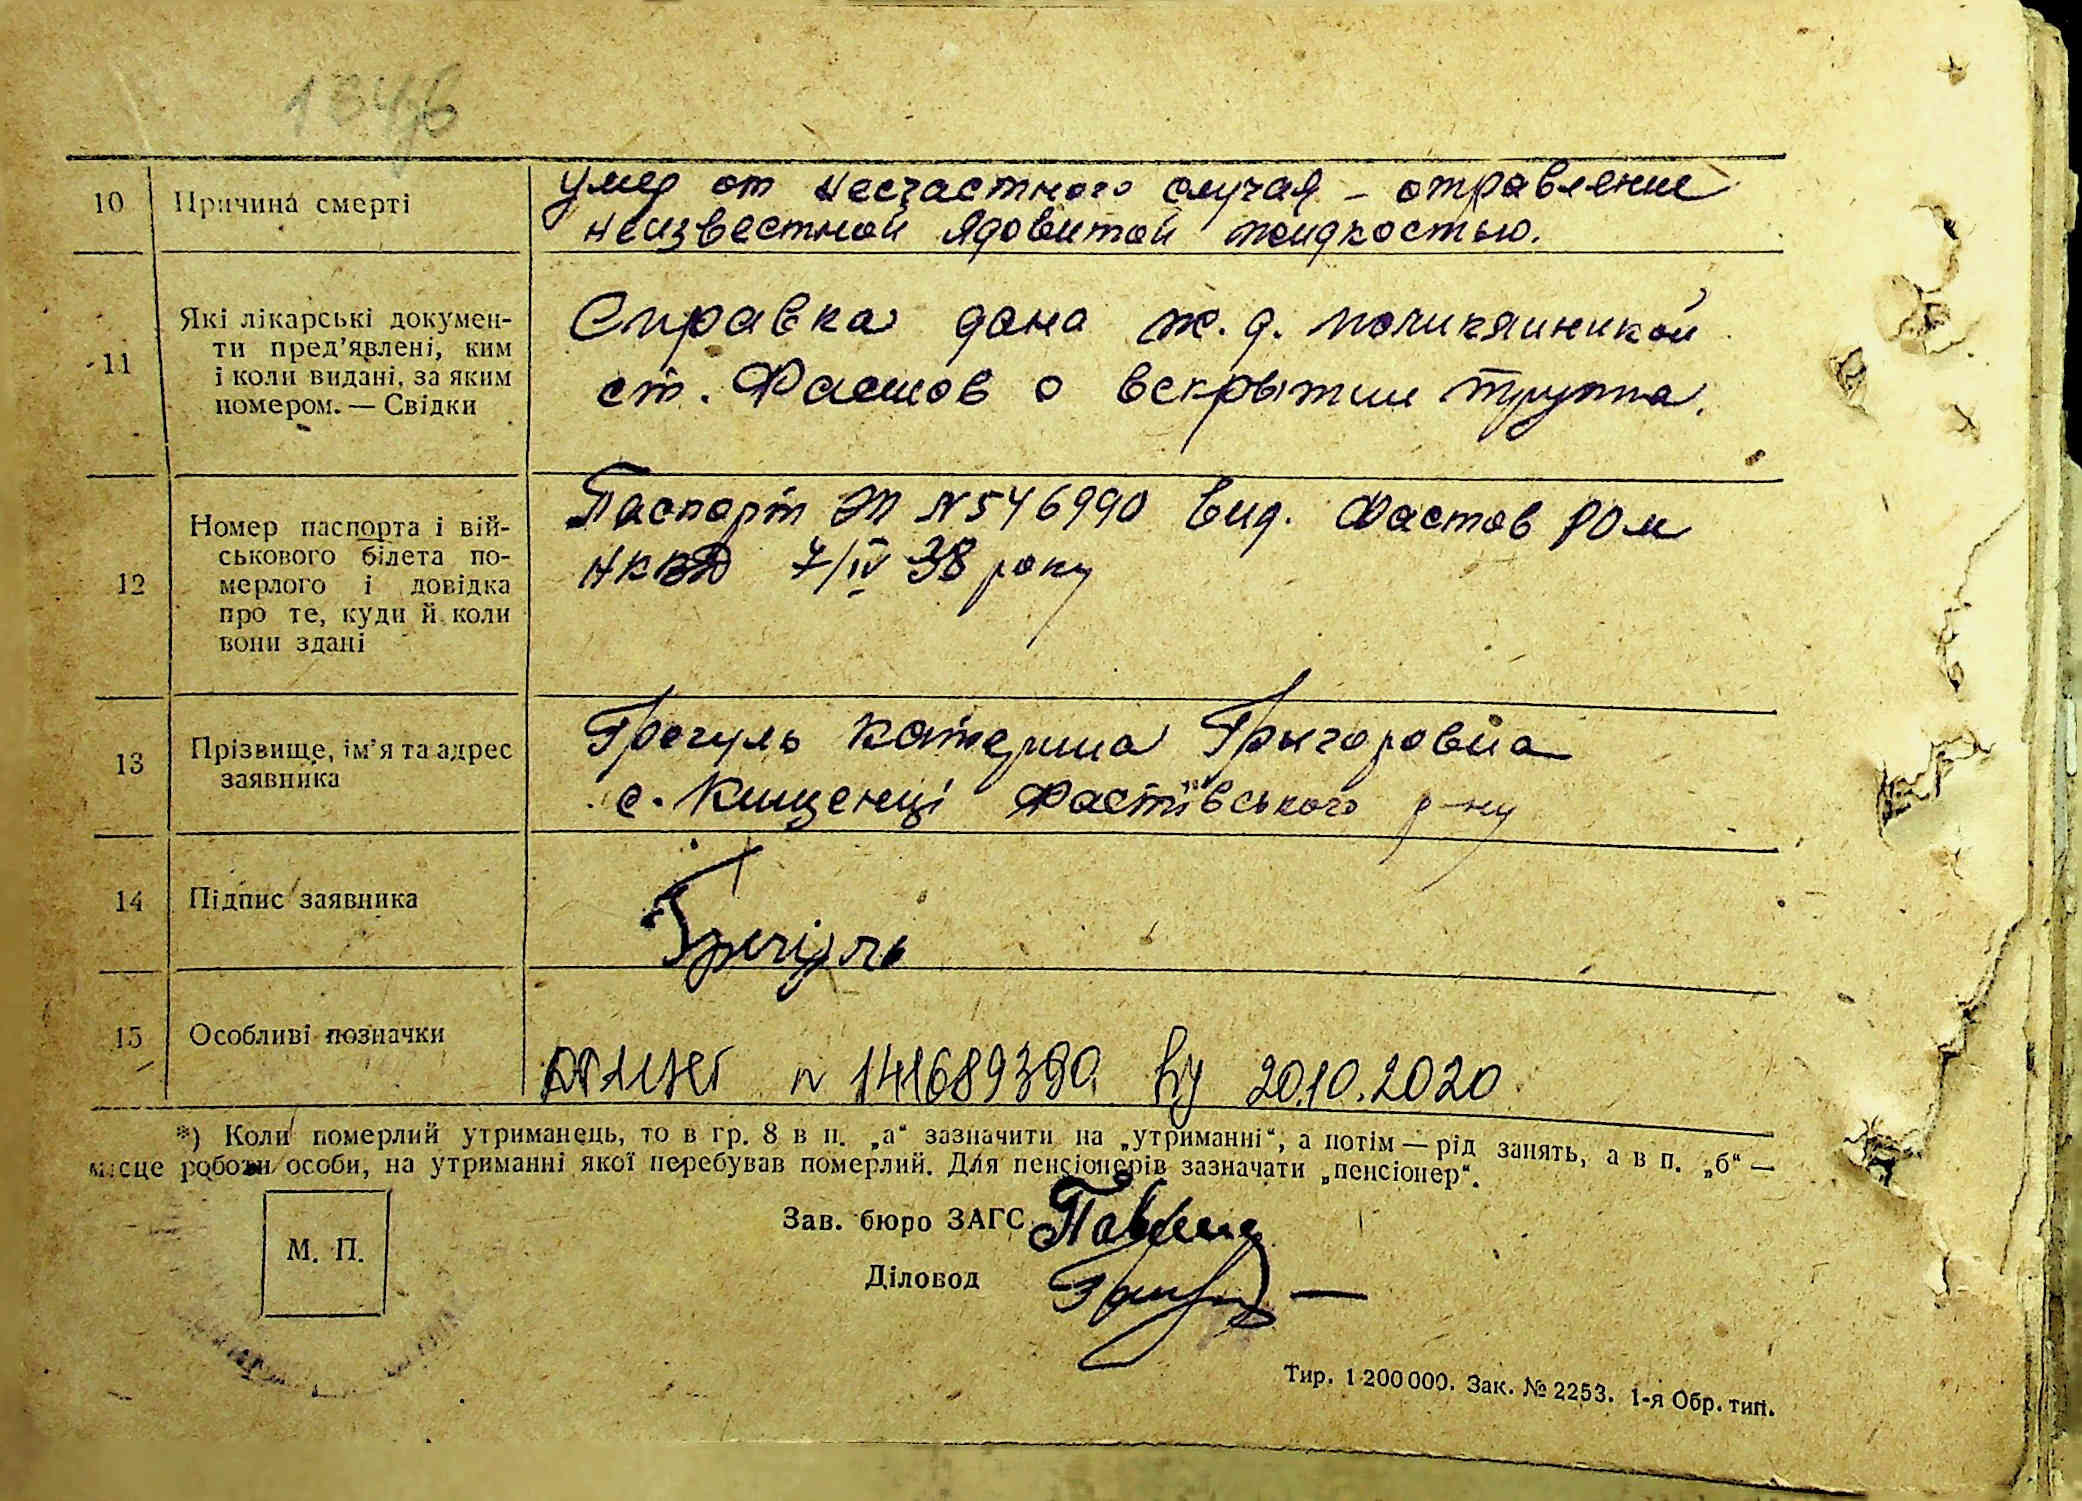 10 Причина смерті
Умер от несчастного случая – отравление
неизвестной ядовитой жидкостью.
11 Які лікарські докумен-
ти пред'явлені, ким
і коли видані, за яким
номером. — Свідки
Справка дана ж.д. поликлиникой
ст. Фастов о вскрытии трупа.
12 Номер паспорта і вій-
ськового білета по-
мерлого і довідка
про те, куди й коли
вони здані
Паспорт № 546990 вид. Фастов РОм
НКВД 7/IV 38 року
13 Прізвище, ім'я та адрес
заявника
Грегуль Катерина Григоровна
с. Кищенці Фастівського р-ну
14 Підпис заявника
15 Особливі позначки
N 141689390 20.10.2020
*) Коли померлий утриманець, то в гр. 8 в п. „а“ зазначити на „утриманні“, а потім — рід занять, а в п. „б“ —
місце роботи особи, на утриманні якої перебував померлий. Для пенсіонерів зазначати „пенсіонер“.
Зав. бюро ЗАГС
М. П.
Діловод
Тир. 1 200 000. Зак. № 2253. 1-я Обр. тип.